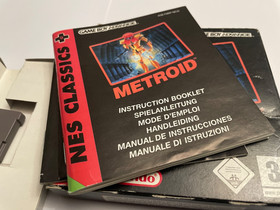 GAME BOY ADVANCE
NES CLASSICS
METROID
INSTRUCTION BOOKLET
SPIELANLEITUNG
MODE D'EMPLOI
HANDLEIDING
MANUAL DE INSTRUCCIONES
MANUALE DI ISTRUZIONI
GAME BOY ADVANCE